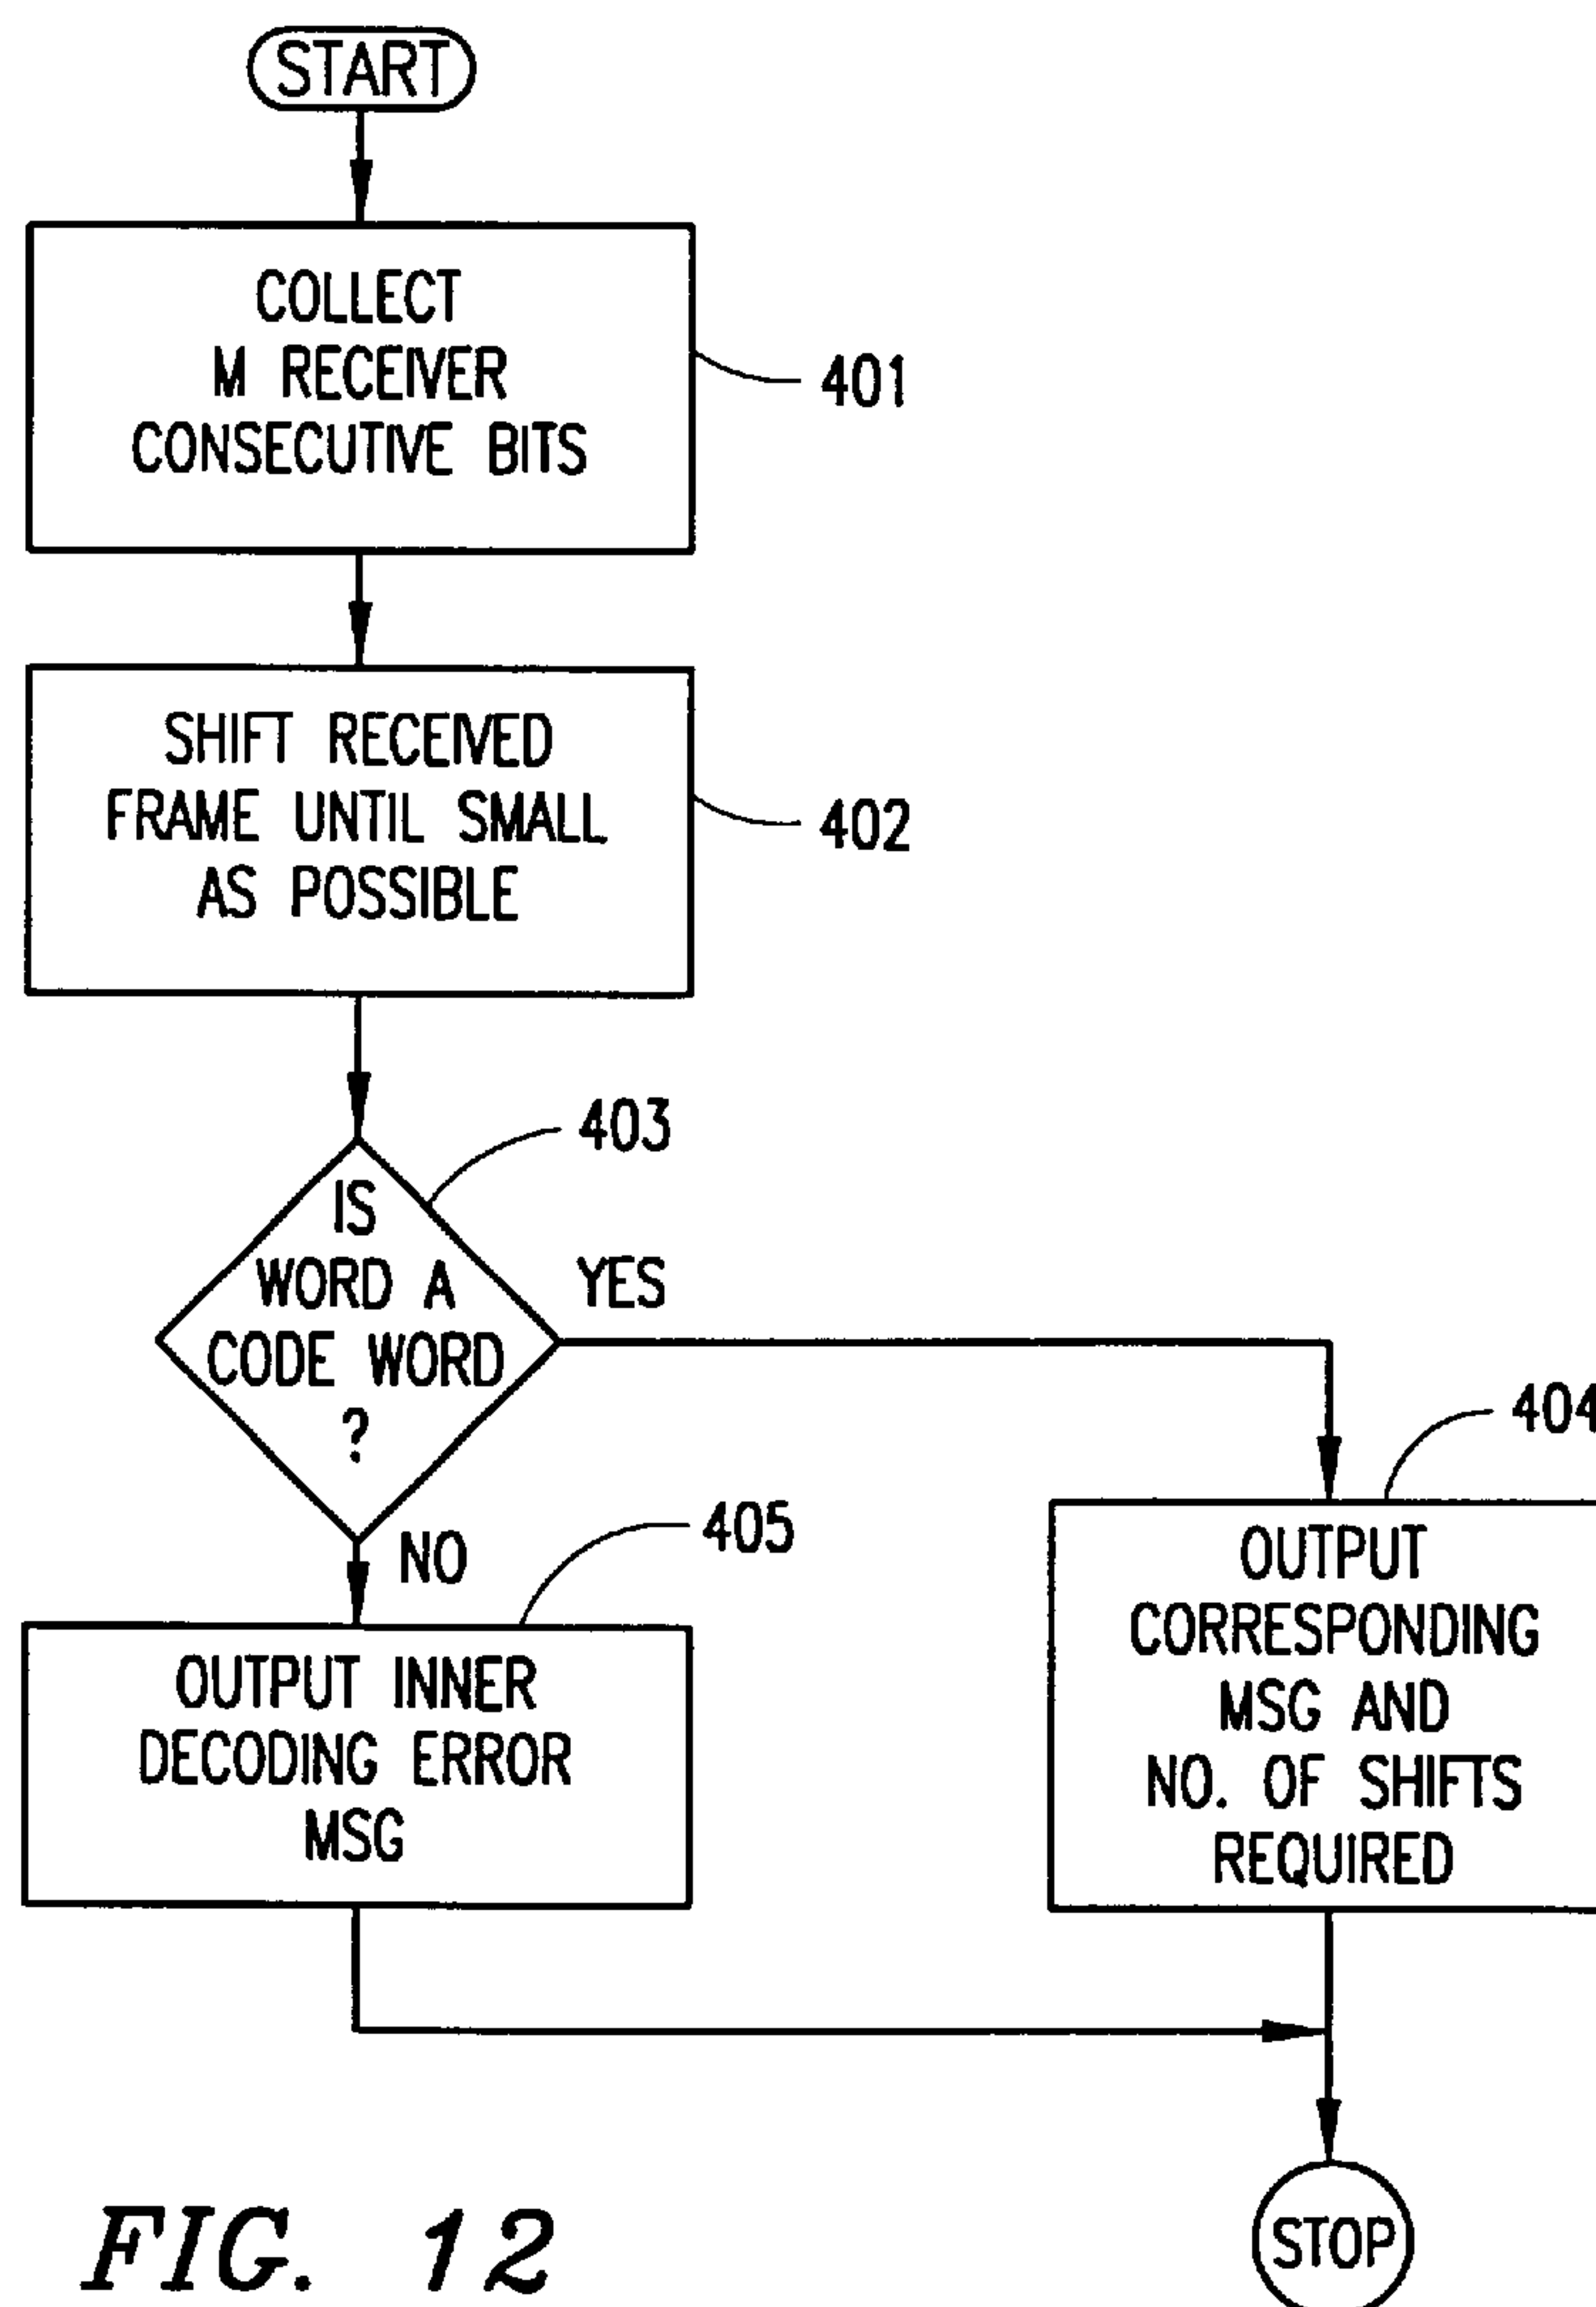 START
COLLECT
M RECEIVER
CONSECUTIVE BITS
401
SHIFT RECEIVED
FRAME UNTIL SMALL
AS POSSIBLE
402
403
IS
WORD A
CODE WORD
?
YES
NO
404
OUTPUT
CORRESPONDING
MSG AND
NO. OF SHIFTS
REQUIRED
405
OUTPUT INNER
DECODING ERROR
MSG
STOP
FIG. 12